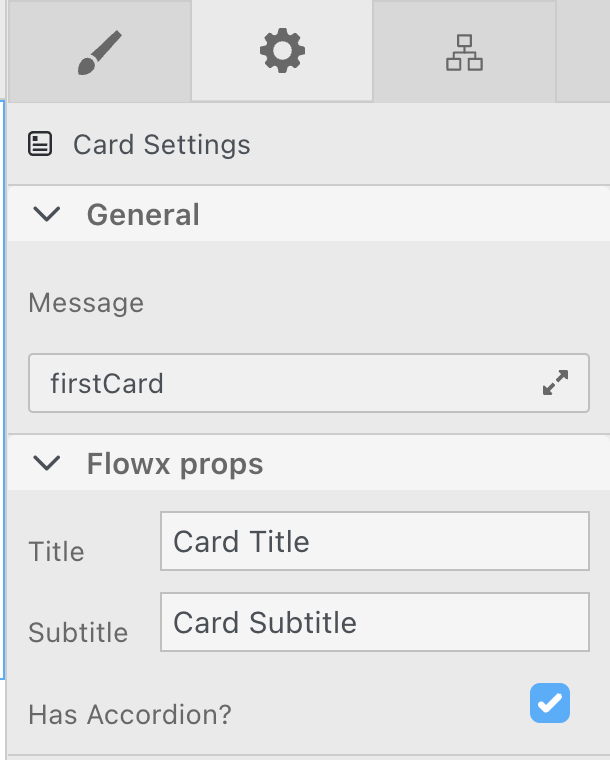 Card Settings
General
Message
firstCard
Flowx props
Title
Card Title
Subtitle
Card Subtitle
Has Accordion?